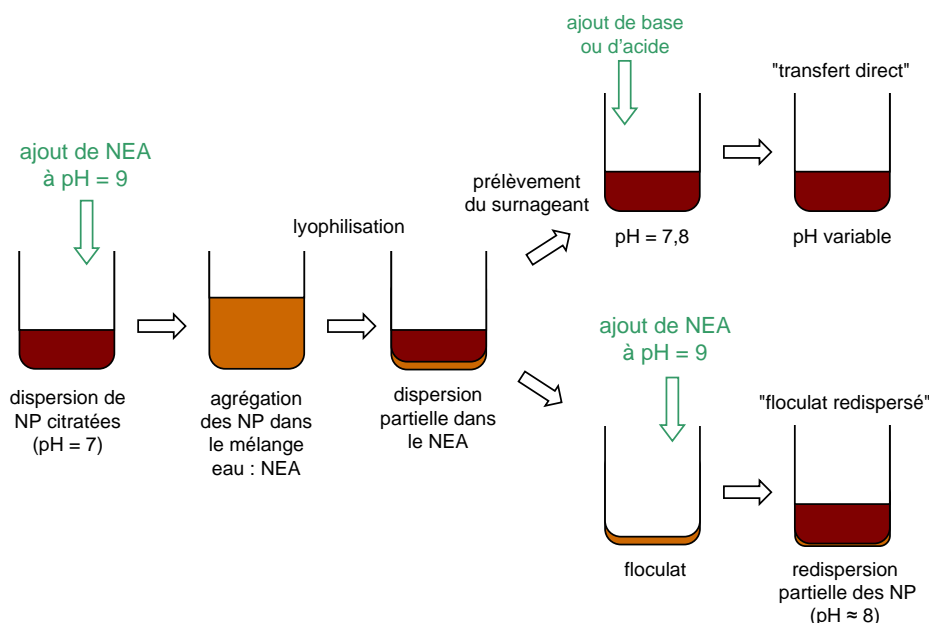 ajout de NEA
à pH = 9
dispersion de
NP citratées
(pH = 7)
agrégation
des NP dans
le mélange
eau : NEA
lyophilisation
dispersion
partielle dans
le NEA
prélèvement
du surnageant
ajout de base
ou d'acide
pH = 7,8
"transfert direct"
pH variable
ajout de NEA
à pH = 9
floculat
"floculat redispersé"
redispersion
partielle des NP
(pH ≈ 8)